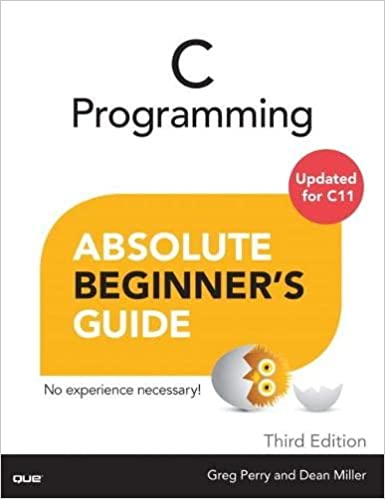 C
Programming
Updated
for C11
ABSOLUTE
BEGINNER'S
GUIDE
No experience necessary!
Third Edition
que®
Greg Perry and Dean Miller